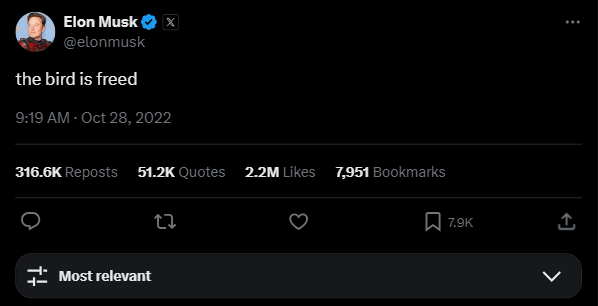 Elon Musk X
@elonmusk
the bird is freed
9:19 AM · Oct 28, 2022
316.6K Reposts 51.2K Quotes 2.2M Likes 7,951 Bookmarks
7.9K
Most relevant